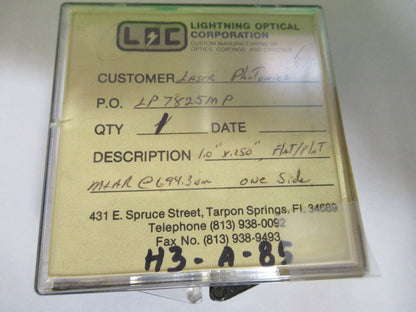 LOC LIGHTNING OPTICAL
CORPORATION
CUSTOM MANUFACTURING OF
OPTICS, COATINGS AND CRYSTALS
CUSTOMER Laser Photonics
P.O. LP7825MP
QTY 1 DATE
DESCRIPTION 1.0" x .250", Flat/Flat
MLAR @ 694.3nm one Side
431 E. Spruce Street, Tarpon Springs, FL 34689
Telephone (813) 938-0092
Fax No. (813) 938-9493
H3-A-85